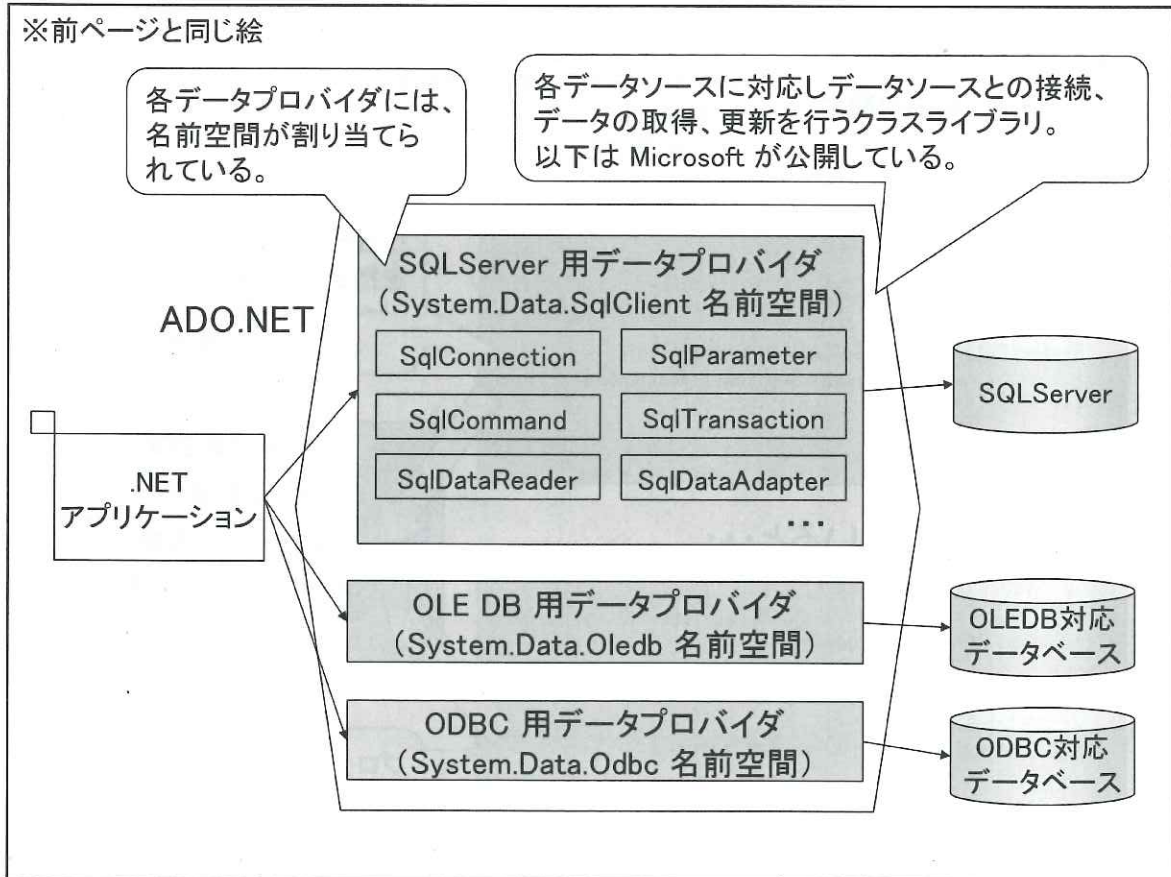 ※前ページと同じ絵
各データプロバイダには、
名前空間が割り当てら
れている。
各データソースに対応しデータソースとの接続、
データの取得、更新を行うクラスライブラリ。
以下は Microsoft が公開している。
ADO.NET
SQLServer 用データプロバイダ
(System.Data.SqlClient 名前空間)
SqlConnection
SqlParameter
SqlCommand
SqlTransaction
SqlDataReader
SqlDataAdapter
・・・
SQLServer
.NET
アプリケーション
OLE DB 用データプロバイダ
(System.Data.Oledb 名前空間)
OLEDB対応
データベース
ODBC 用データプロバイダ
(System.Data.Odbc 名前空間)
ODBC対応
データベース